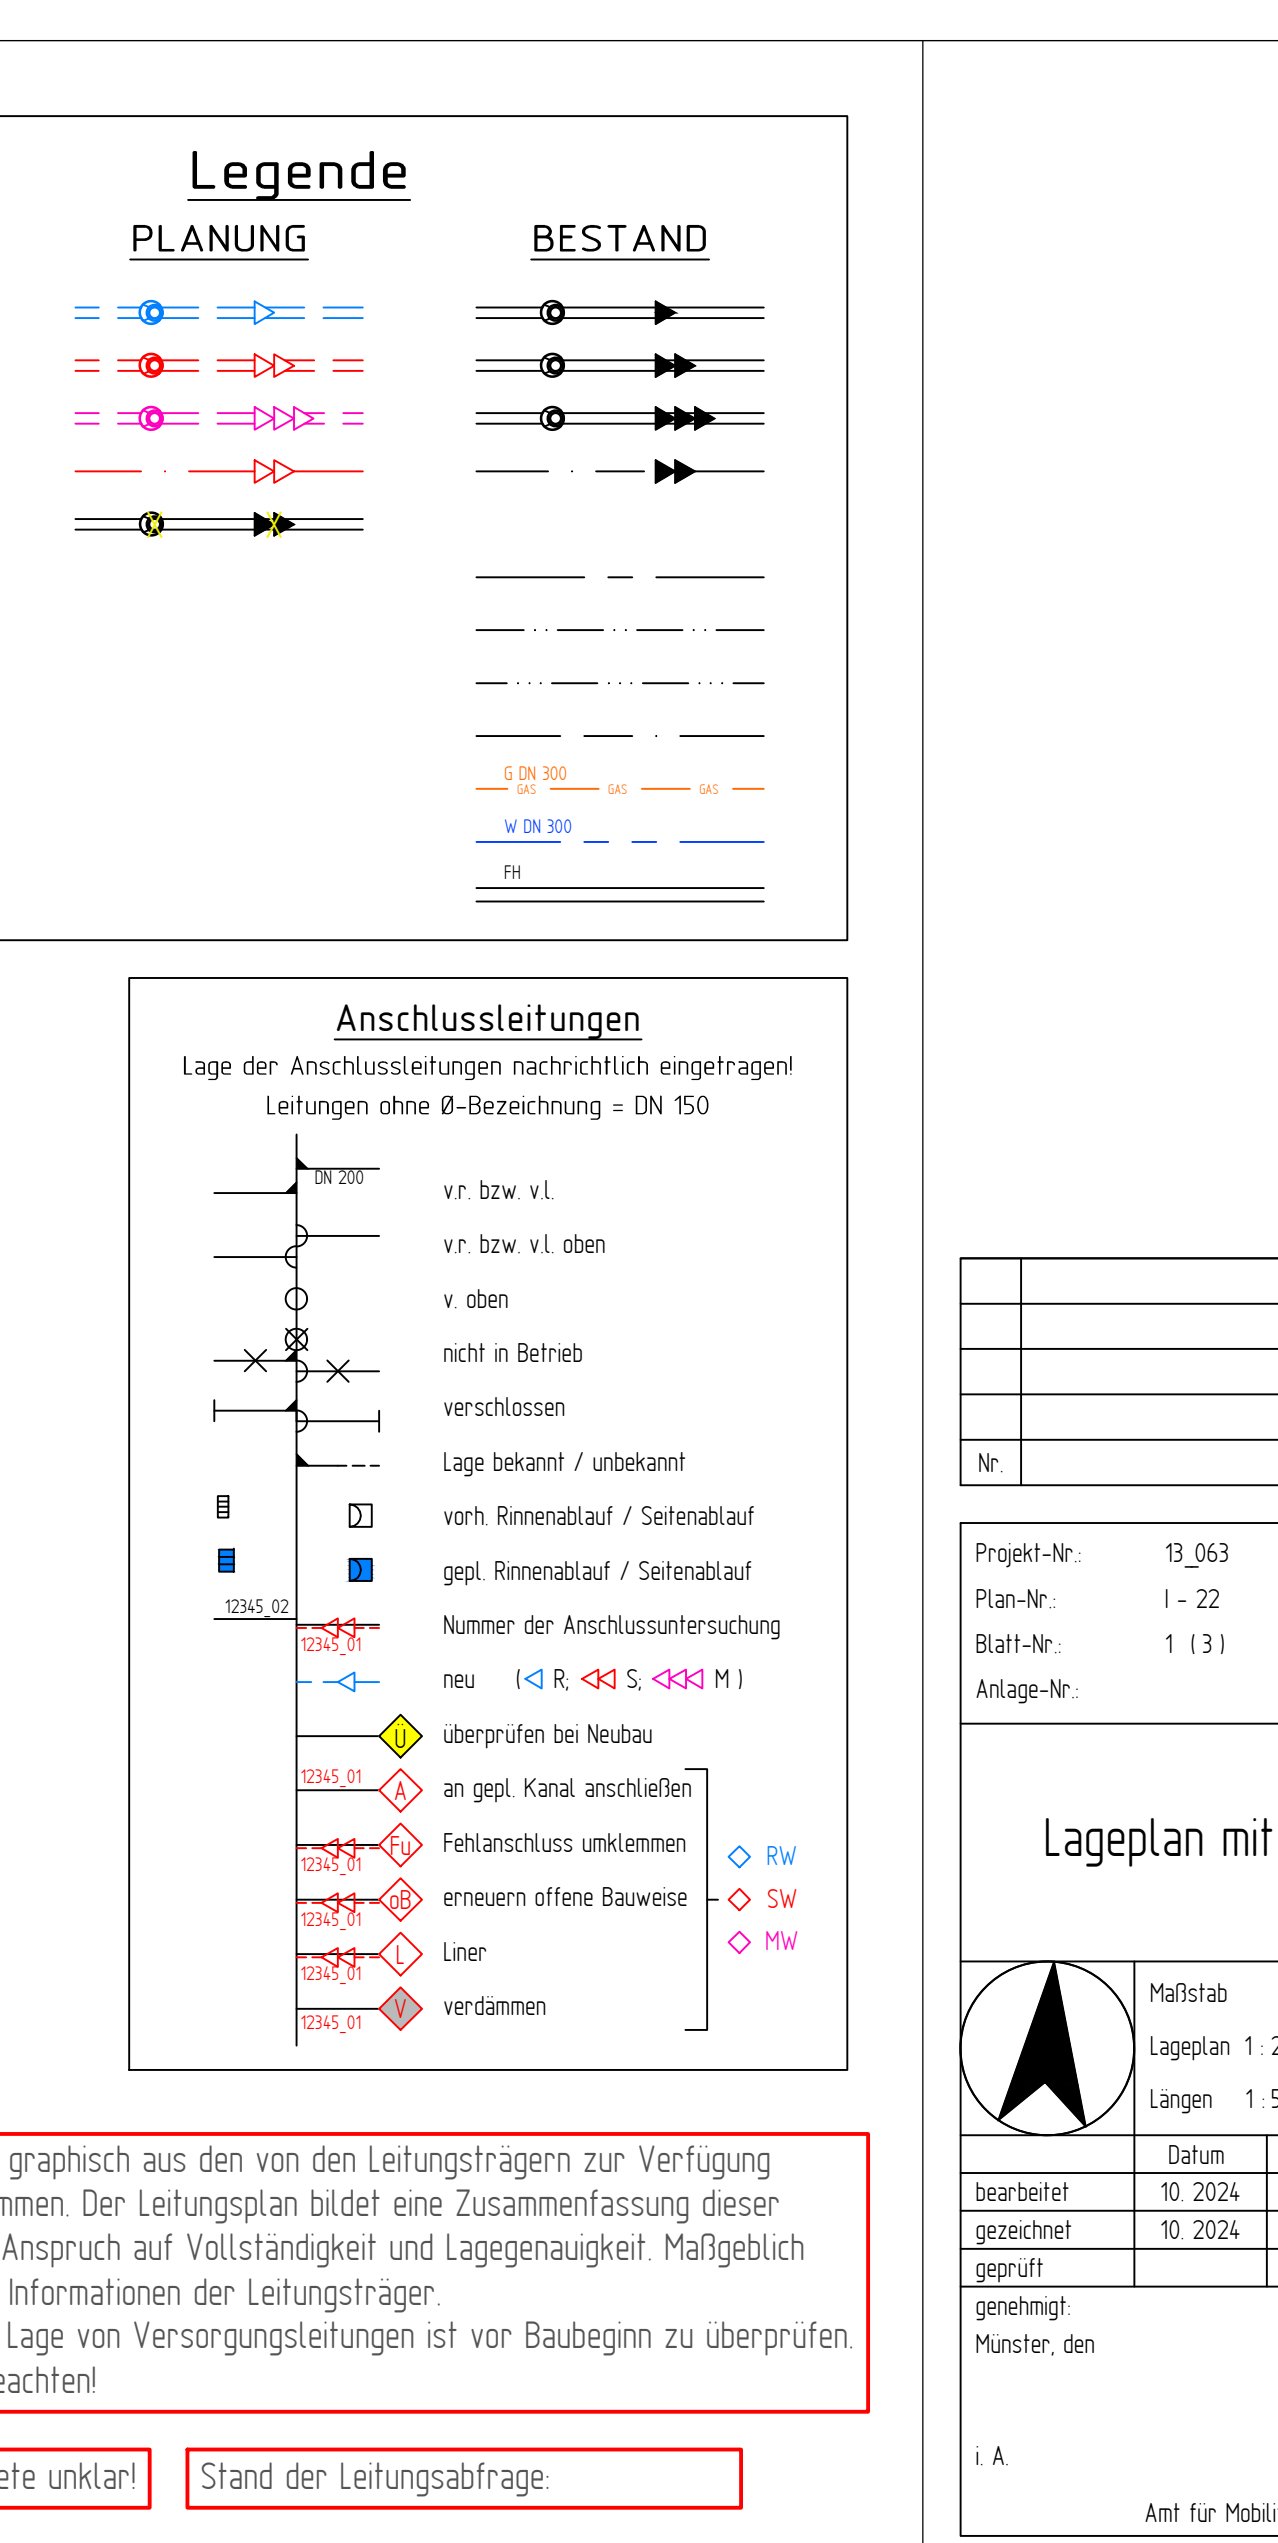 Legende
PLANUNG
BESTAND
G DN 300
GAS GAS GAS
W DN 300
FH
Anschlussleitungen
Lage der Anschlussleitungen nachrichtlich eingetragen!
Leitungen ohne Ø-Bezeichnung = DN 150
DN 200
v.r. bzw. v.l.
v.r. bzw. v.l. oben
v. oben
nicht in Betrieb
verschlossen
Lage bekannt / unbekannt
vorh. Rinnenablauf / Seitenablauf
gepl. Rinnenablauf / Seitenablauf
12345_02
12345_01
Nummer der Anschlussuntersuchung
neu ( R; S; M )
Ü überprüfen bei Neubau
12345_01
A an gepl. Kanal anschließen
Fu Fehlanschluss umklemmen
12345_01
oB erneuern offene Bauweise
12345_01
L Liner
12345_01
V verdämmen
12345_01
RW
SW
MW
graphisch aus den von den Leitungsträgern zur Verfügung
mmen. Der Leitungsplan bildet eine Zusammenfassung dieser
Anspruch auf Vollständigkeit und Lagegenauigkeit. Maßgeblich
Informationen der Leitungsträger.
Lage von Versorgungsleitungen ist vor Baubeginn zu überprüfen.
eachten!
ete unklar!
Stand der Leitungsabfrage:
Nr.
Projekt-Nr.: 13_063
Plan-Nr.: I - 22
Blatt-Nr.: 1 (3)
Anlage-Nr.:
Lageplan mit
Maßstab
Lageplan 1 : 2
Längen 1 : 5
Datum
bearbeitet 10. 2024
gezeichnet 10. 2024
geprüft
genehmigt:
Münster, den
i. A.
Amt für Mobili